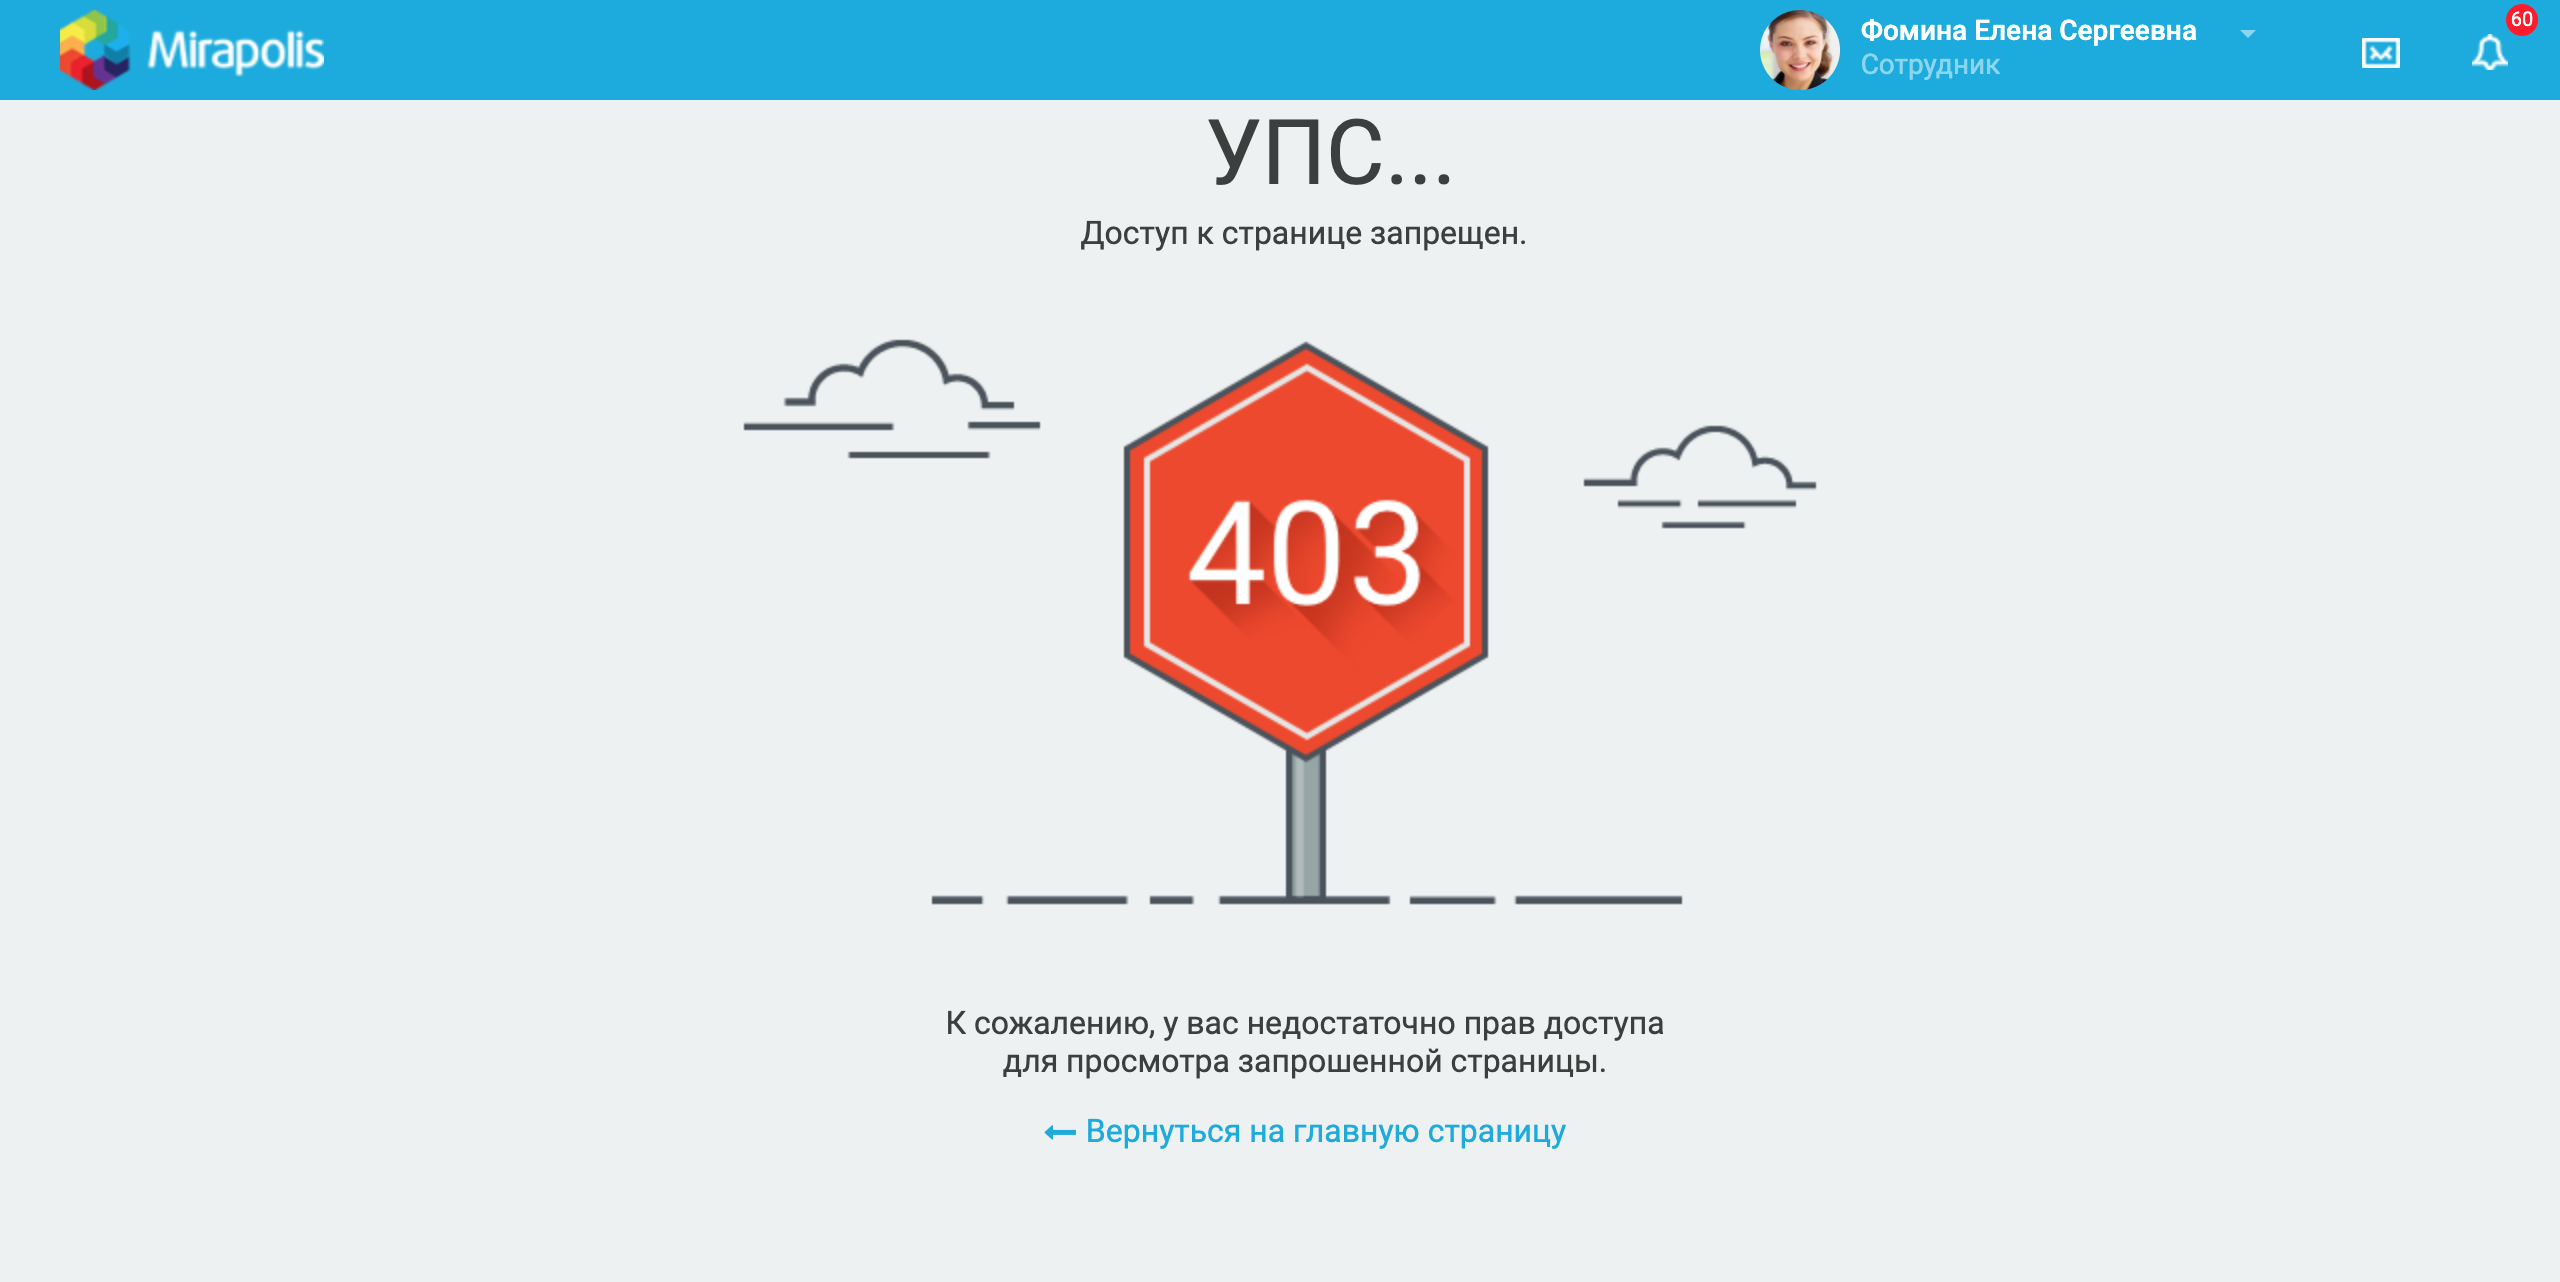 Mirapolis
Фомина Елена Сергеевна
Сотрудник
60
УПС...
Доступ к странице запрещен.
403
К сожалению, у вас недостаточно прав доступа
для просмотра запрошенной страницы.
Вернуться на главную страницу